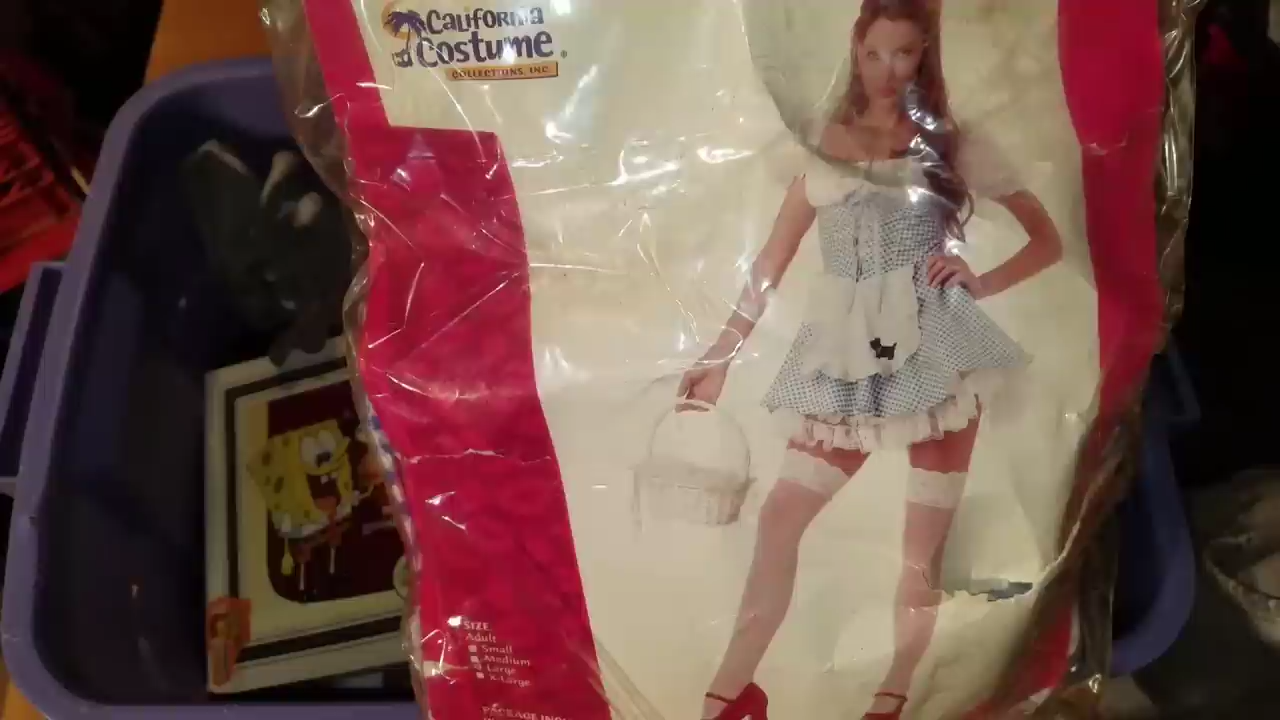 California
Costume
COLLECTIONS, INC.
SIZE
Adult
Small
Medium
Large
X-Large